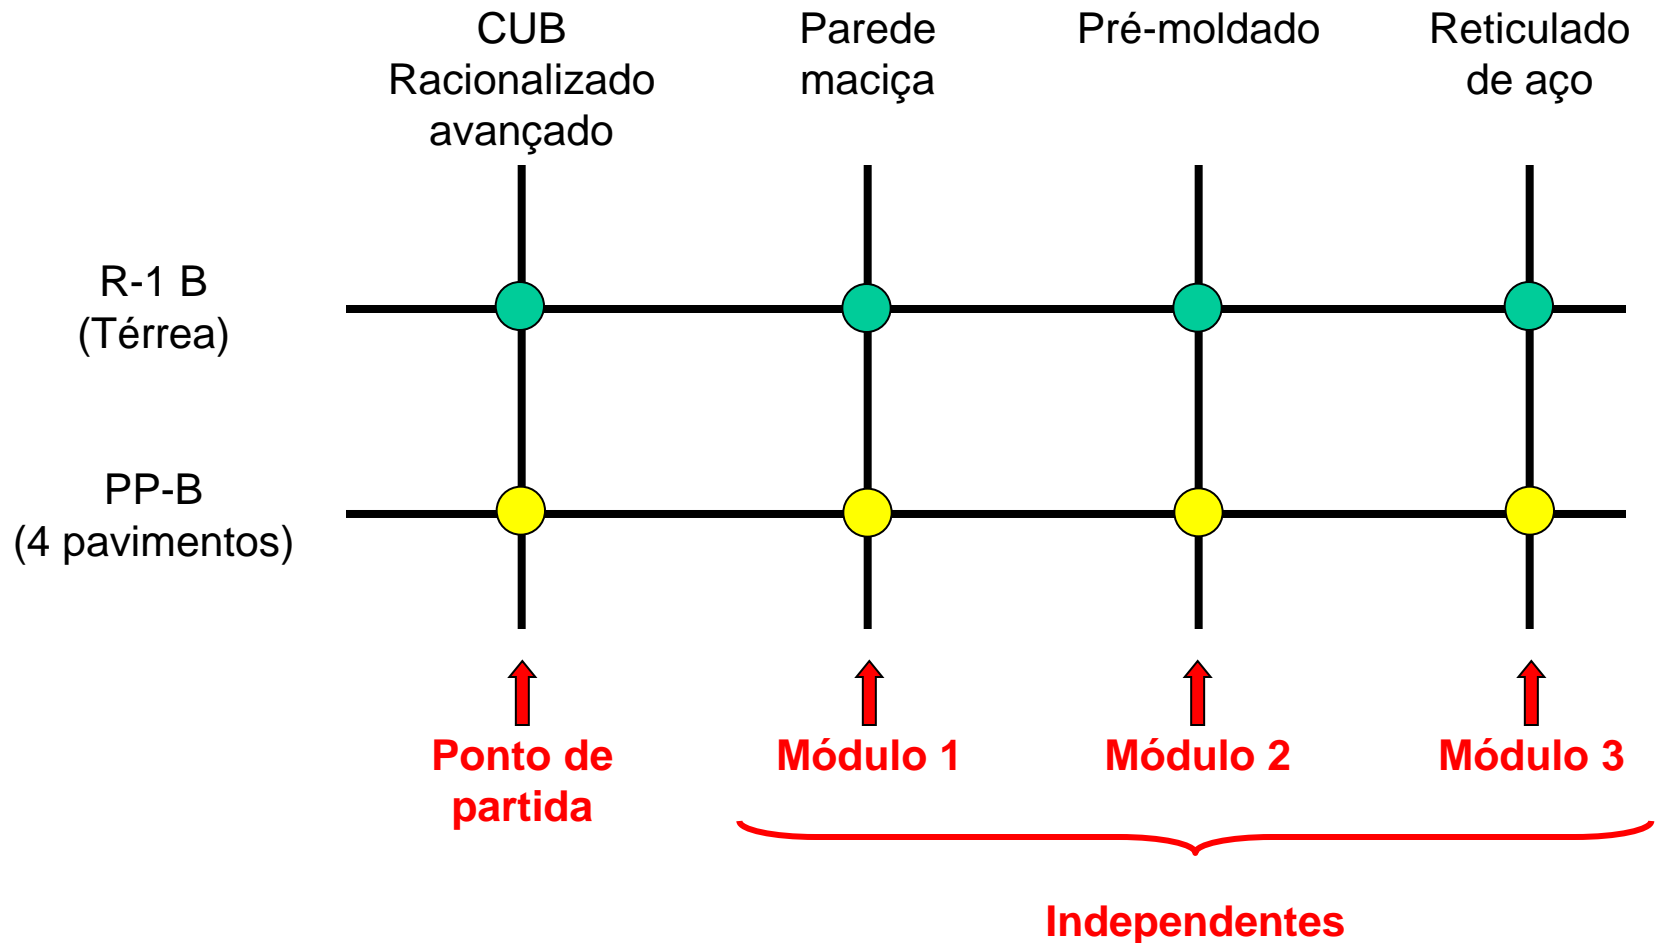 CUB
Racionalizado
avançado
Parede
maciça
Pré-moldado
Reticulado
de aço
R-1 B
(Térrea)
PP-B
(4 pavimentos)
Ponto de
partida
Módulo 1
Módulo 2
Módulo 3
Independentes